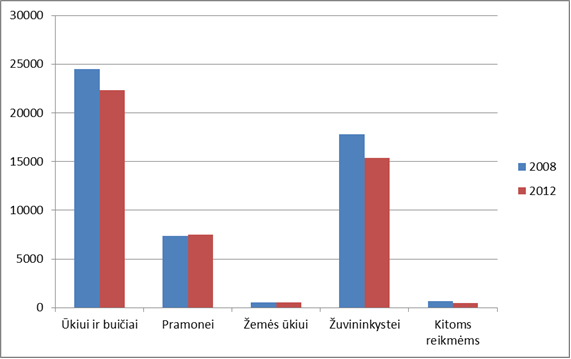 30000
25000
20000
15000
10000
5000
0
Ūkiui ir buičiai
Pramonei
Žemės ūkiui
Žuvininkystei
Kitoms
reikmėms
2008
2012